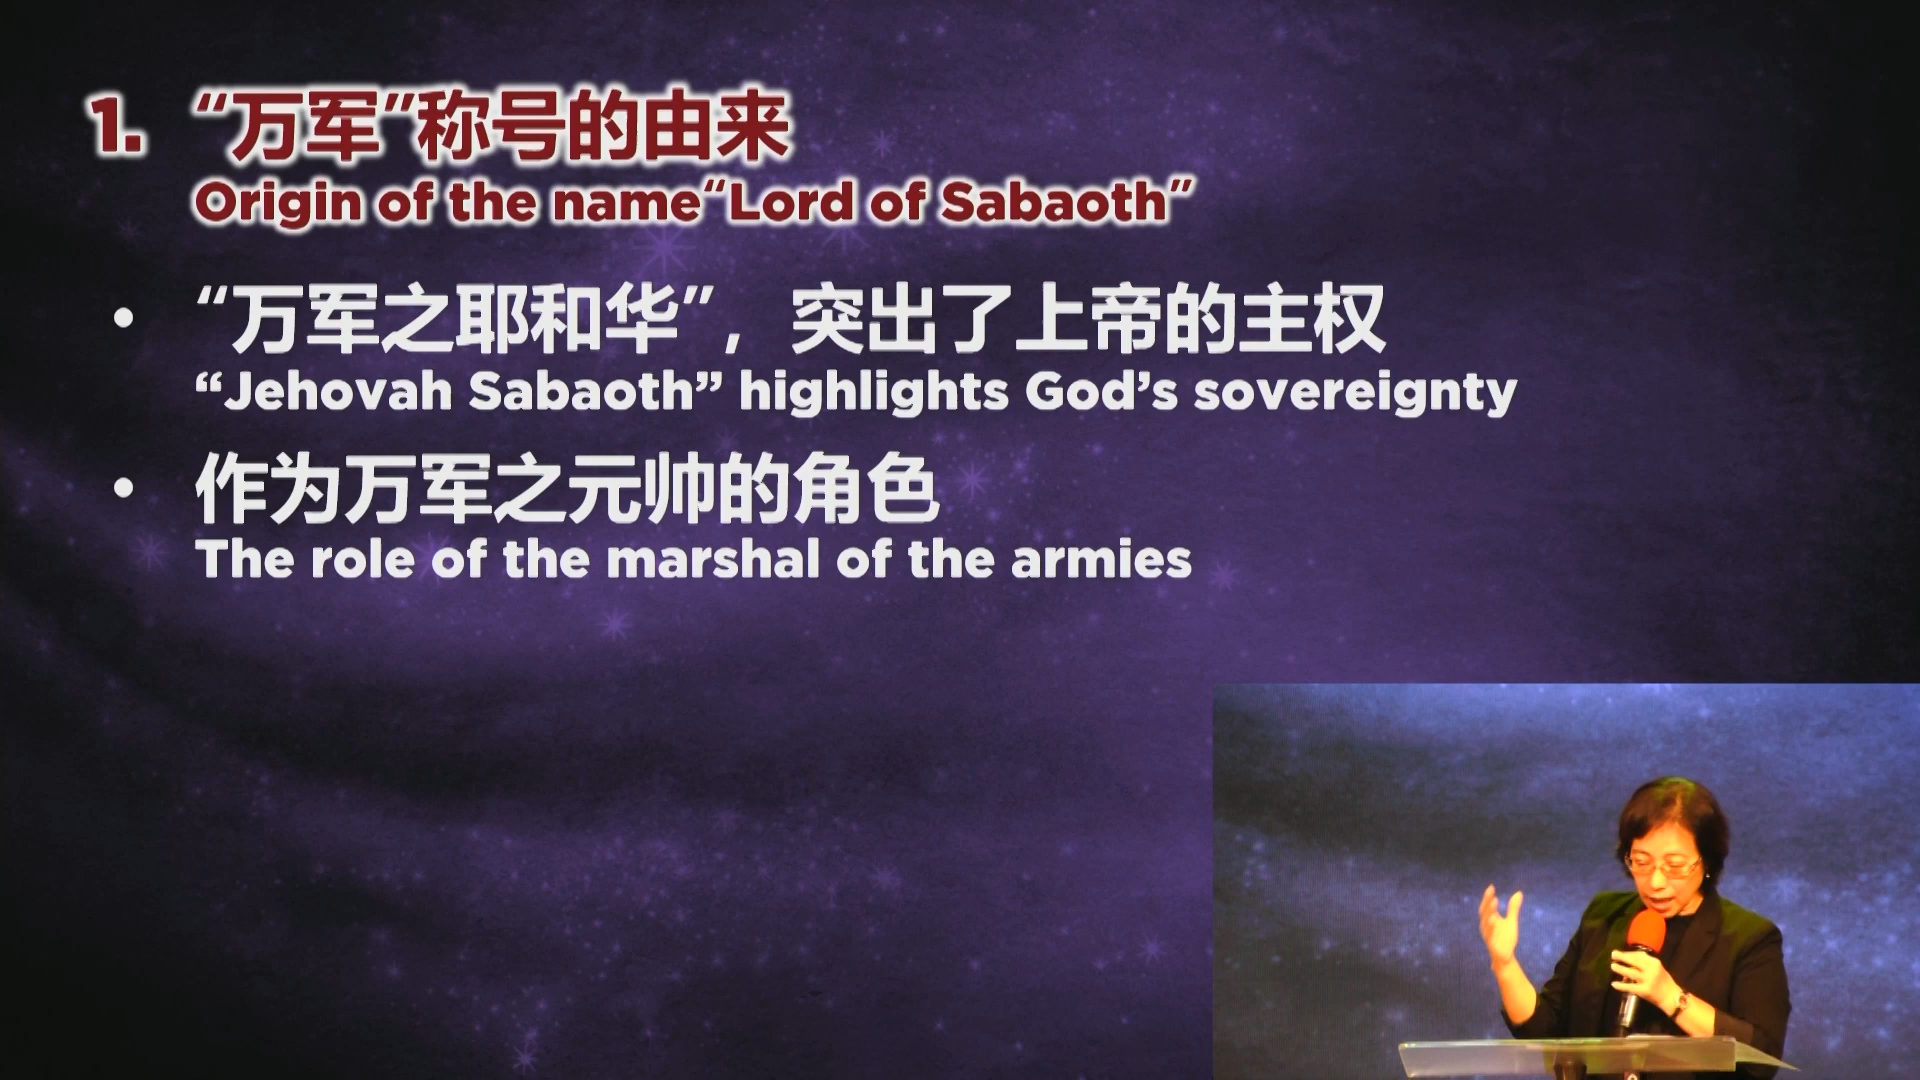 1. “万军”称号的由来
Origin of the name“Lord of Sabaoth”
• “万军之耶和华”，突出了上帝的主权
“Jehovah Sabaoth” highlights God’s sovereignty
• 作为万军之元帅的角色
The role of the marshal of the armies